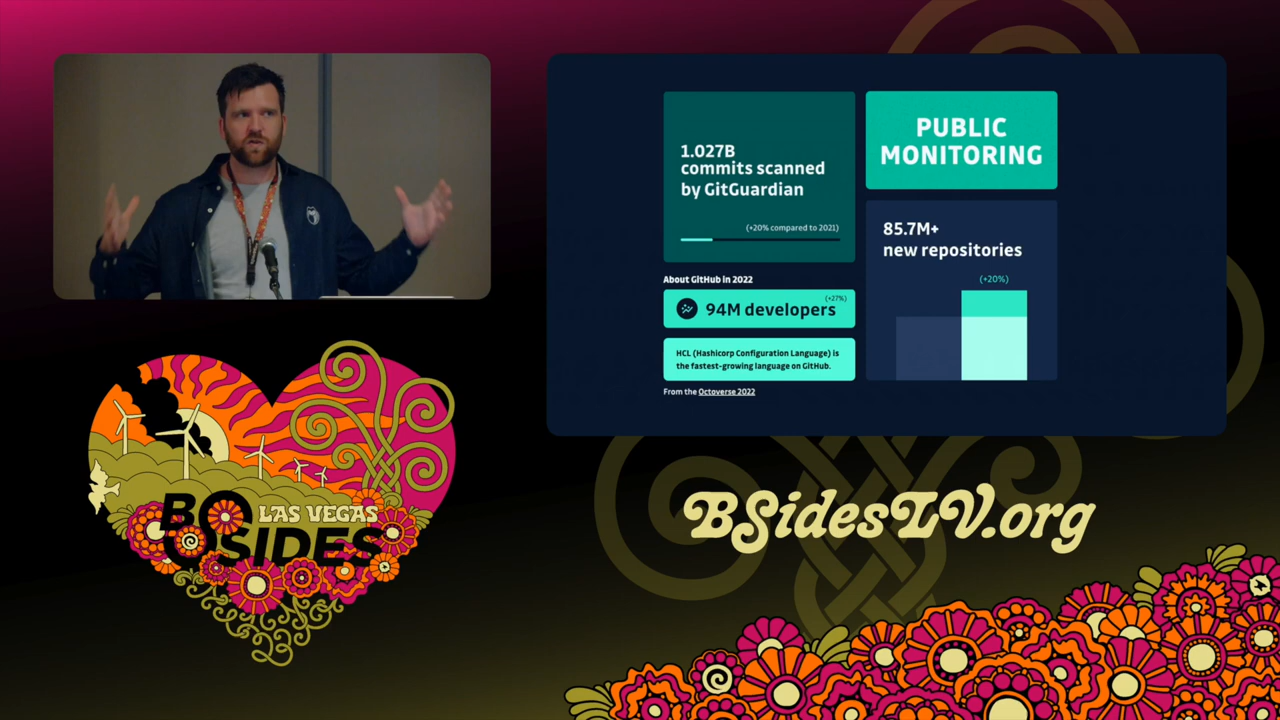 1.027B
commits scanned
by GitGuardian
(+20% compared to 2021)
PUBLIC
MONITORING
85.7M+
new repositories
(+20%)
About GitHub in 2022
(+27%)
94M developers
HCL (Hashicorp Configuration Language) is
the fastest-growing language on GitHub.
From the Octoverse 2022
LAS VEGAS
BSIDES
23
BSidesLV.org